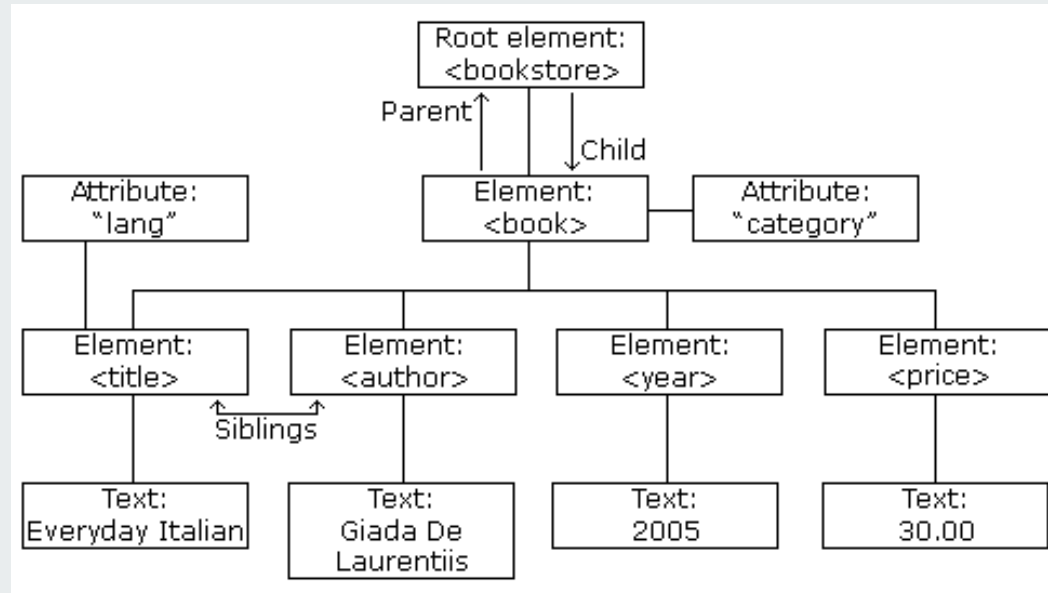 Root element:
<bookstore>
Parent
Child
Attribute:
“lang”
Element:
<book>
Attribute:
“category”
Element:
<title>
Element:
<author>
Element:
<year>
Element:
<price>
Siblings
Text:
Everyday Italian
Text:
Giada De
Laurentiis
Text:
2005
Text:
30.00